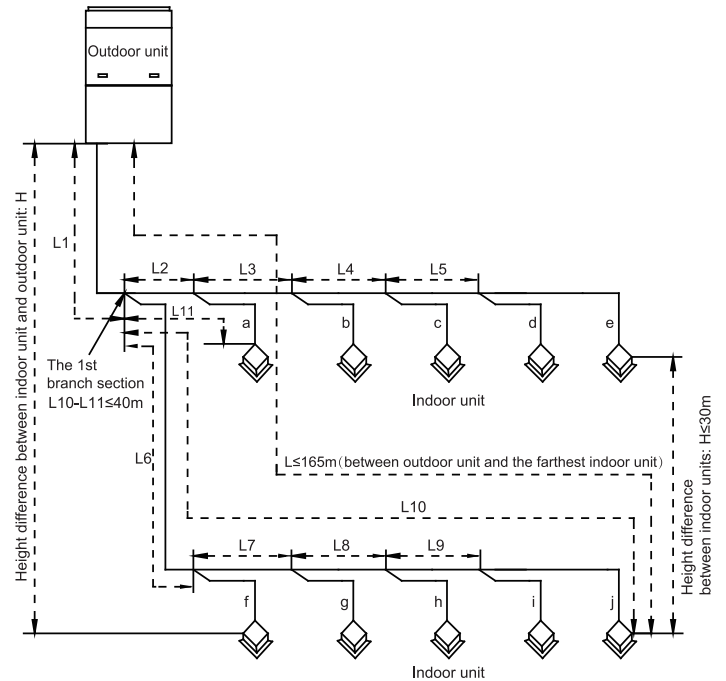 Outdoor unit
Height difference between indoor unit and outdoor unit: H
L1
L2
L3
L4
L5
L11
a
b
c
d
e
The 1st
branch section
L10-L11≤40m
Indoor unit
L6
L≤165m(between outdoor unit and the farthest indoor unit)
L10
Height difference
between indoor units: H≤30m
L7
L8
L9
f
g
h
i
j
Indoor unit